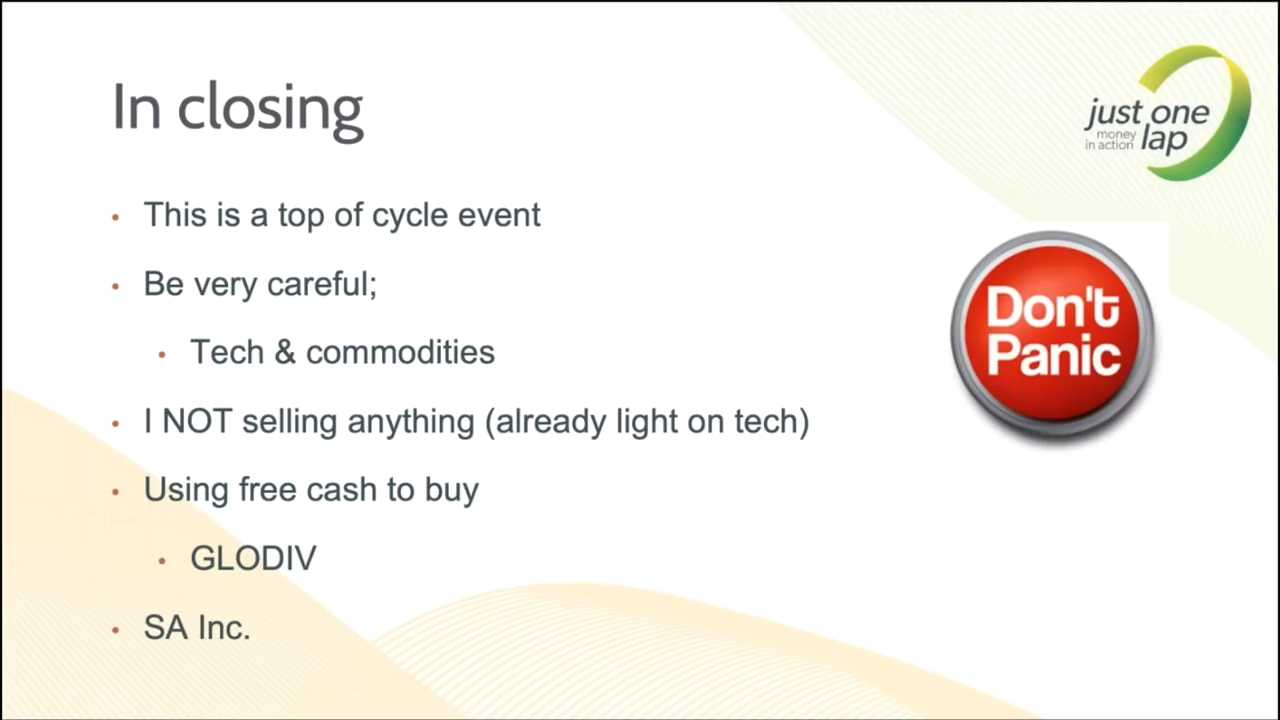 In closing
just one
money
in action lap
• This is a top of cycle event
• Be very careful;
• Tech & commodities
• I NOT selling anything (already light on tech)
• Using free cash to buy
• GLODIV
• SA Inc.
Don't
Panic